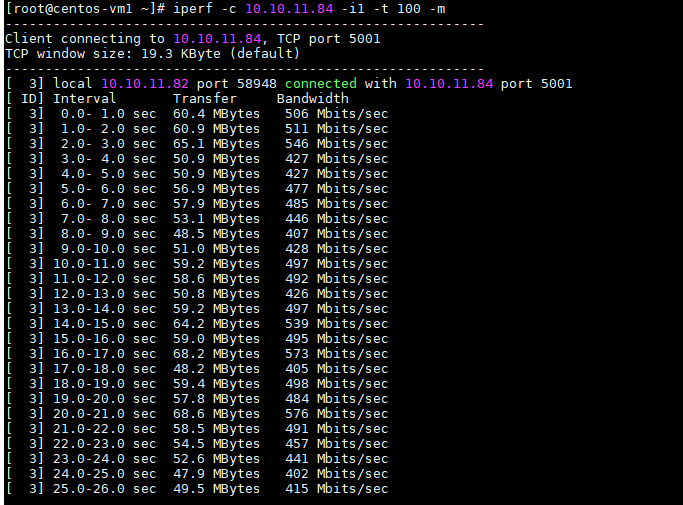 [root@centos-vm1 ~]# iperf -c 10.10.11.84 -i1 -t 100 -m
------------------------------------------------------------
Client connecting to 10.10.11.84, TCP port 5001
TCP window size: 19.3 KByte (default)
------------------------------------------------------------
[  3] local 10.10.11.82 port 58948 connected with 10.10.11.84 port 5001
[ ID] Interval       Transfer     Bandwidth
[  3]  0.0- 1.0 sec  60.4 MBytes   506 Mbits/sec
[  3]  1.0- 2.0 sec  60.9 MBytes   511 Mbits/sec
[  3]  2.0- 3.0 sec  65.1 MBytes   546 Mbits/sec
[  3]  3.0- 4.0 sec  50.9 MBytes   427 Mbits/sec
[  3]  4.0- 5.0 sec  50.9 MBytes   427 Mbits/sec
[  3]  5.0- 6.0 sec  56.9 MBytes   477 Mbits/sec
[  3]  6.0- 7.0 sec  57.9 MBytes   485 Mbits/sec
[  3]  7.0- 8.0 sec  53.1 MBytes   446 Mbits/sec
[  3]  8.0- 9.0 sec  48.5 MBytes   407 Mbits/sec
[  3]  9.0-10.0 sec  51.0 MBytes   428 Mbits/sec
[  3] 10.0-11.0 sec  59.2 MBytes   497 Mbits/sec
[  3] 11.0-12.0 sec  58.6 MBytes   492 Mbits/sec
[  3] 12.0-13.0 sec  50.8 MBytes   426 Mbits/sec
[  3] 13.0-14.0 sec  59.2 MBytes   497 Mbits/sec
[  3] 14.0-15.0 sec  64.2 MBytes   539 Mbits/sec
[  3] 15.0-16.0 sec  59.0 MBytes   495 Mbits/sec
[  3] 16.0-17.0 sec  68.2 MBytes   573 Mbits/sec
[  3] 17.0-18.0 sec  48.2 MBytes   405 Mbits/sec
[  3] 18.0-19.0 sec  59.4 MBytes   498 Mbits/sec
[  3] 19.0-20.0 sec  57.8 MBytes   484 Mbits/sec
[  3] 20.0-21.0 sec  68.6 MBytes   576 Mbits/sec
[  3] 21.0-22.0 sec  58.5 MBytes   491 Mbits/sec
[  3] 22.0-23.0 sec  54.5 MBytes   457 Mbits/sec
[  3] 23.0-24.0 sec  52.6 MBytes   441 Mbits/sec
[  3] 24.0-25.0 sec  47.9 MBytes   402 Mbits/sec
[  3] 25.0-26.0 sec  49.5 MBytes   415 Mbits/sec